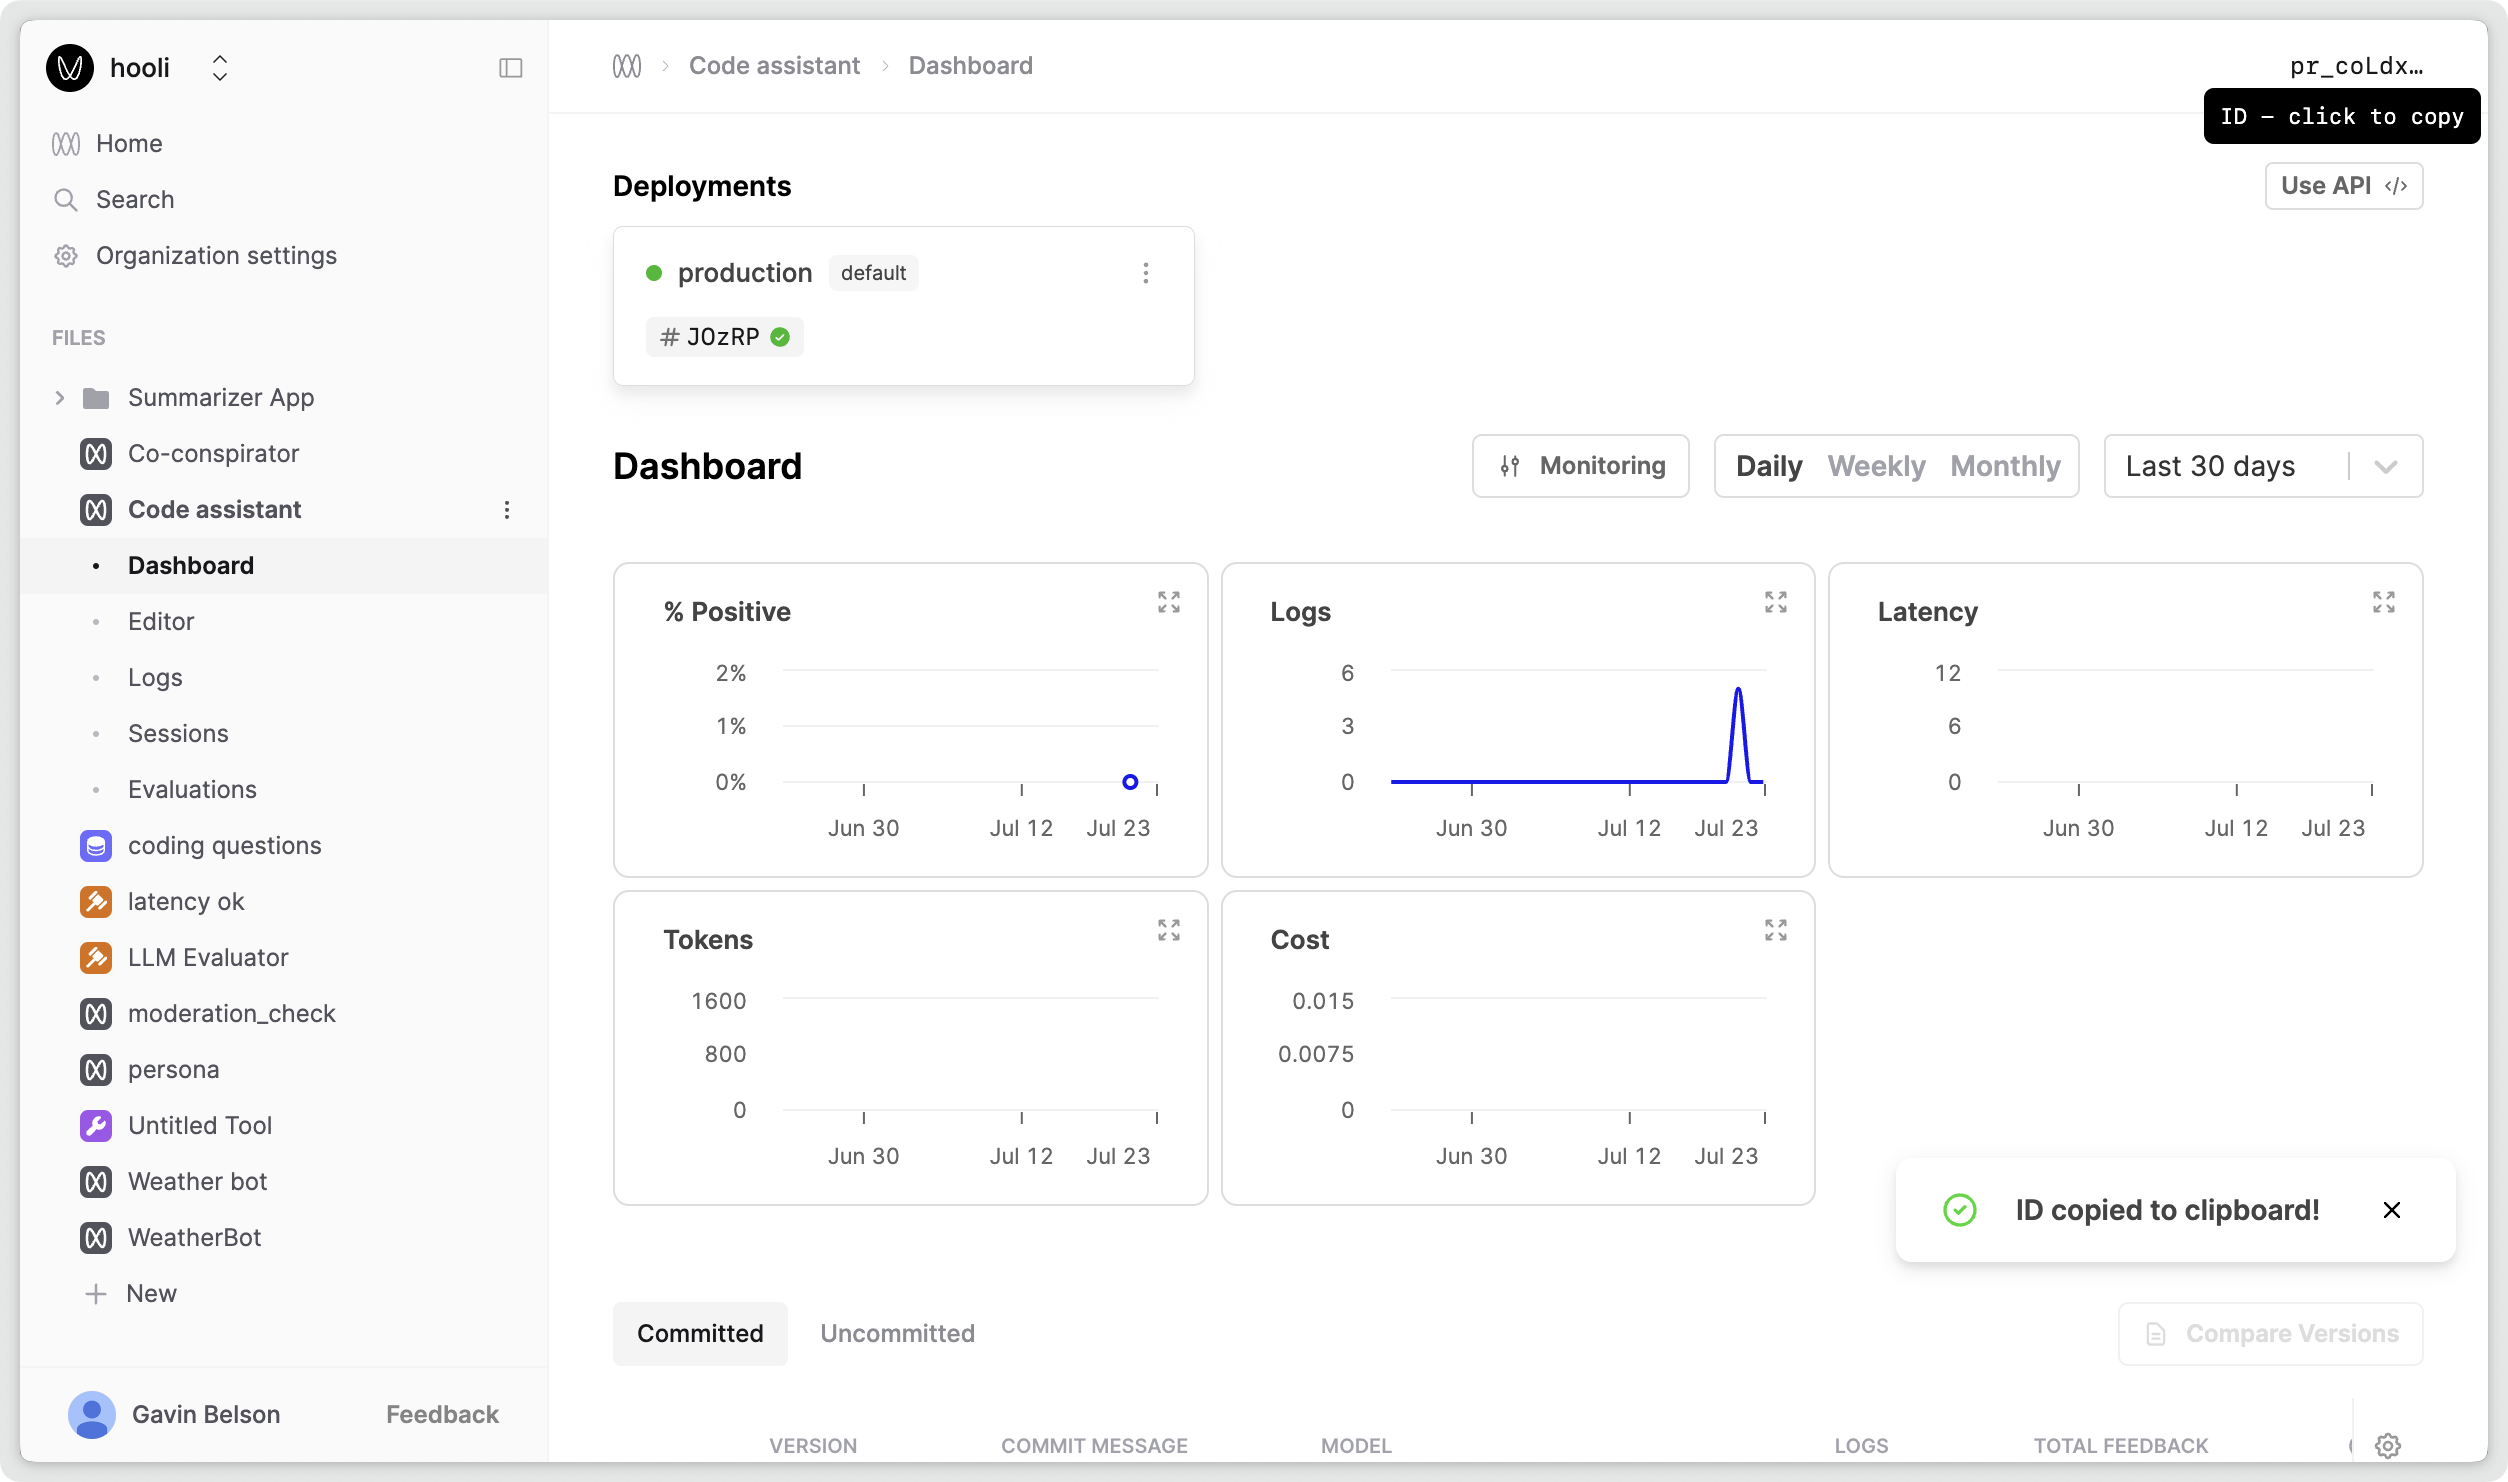 hooli
Home
Search
Organization settings
FILES
Summarizer App
Co-conspirator
Code assistant
Dashboard
Editor
Logs
Sessions
Evaluations
coding questions
latency ok
LLM Evaluator
moderation_check
persona
Untitled Tool
Weather bot
WeatherBot
New
Gavin Belson
Feedback
Code assistant
Dashboard
pr_coLdx…
ID – click to copy
Deployments
Use API </>
production
default
# JOzRP
Dashboard
Monitoring
Daily Weekly Monthly
Last 30 days
% Positive
2%
1%
0%
Jun 30 Jul 12 Jul 23
Logs
6
3
0
Jun 30 Jul 12 Jul 23
Latency
12
6
0
Jun 30 Jul 12 Jul 23
Tokens
1600
800
0
Jun 30 Jul 12 Jul 23
Cost
0.015
0.0075
0
Jun 30 Jul 12 Jul 23
ID copied to clipboard!
Committed
Uncommitted
Compare Versions
VERSION COMMIT MESSAGE MODEL LOGS TOTAL FEEDBACK